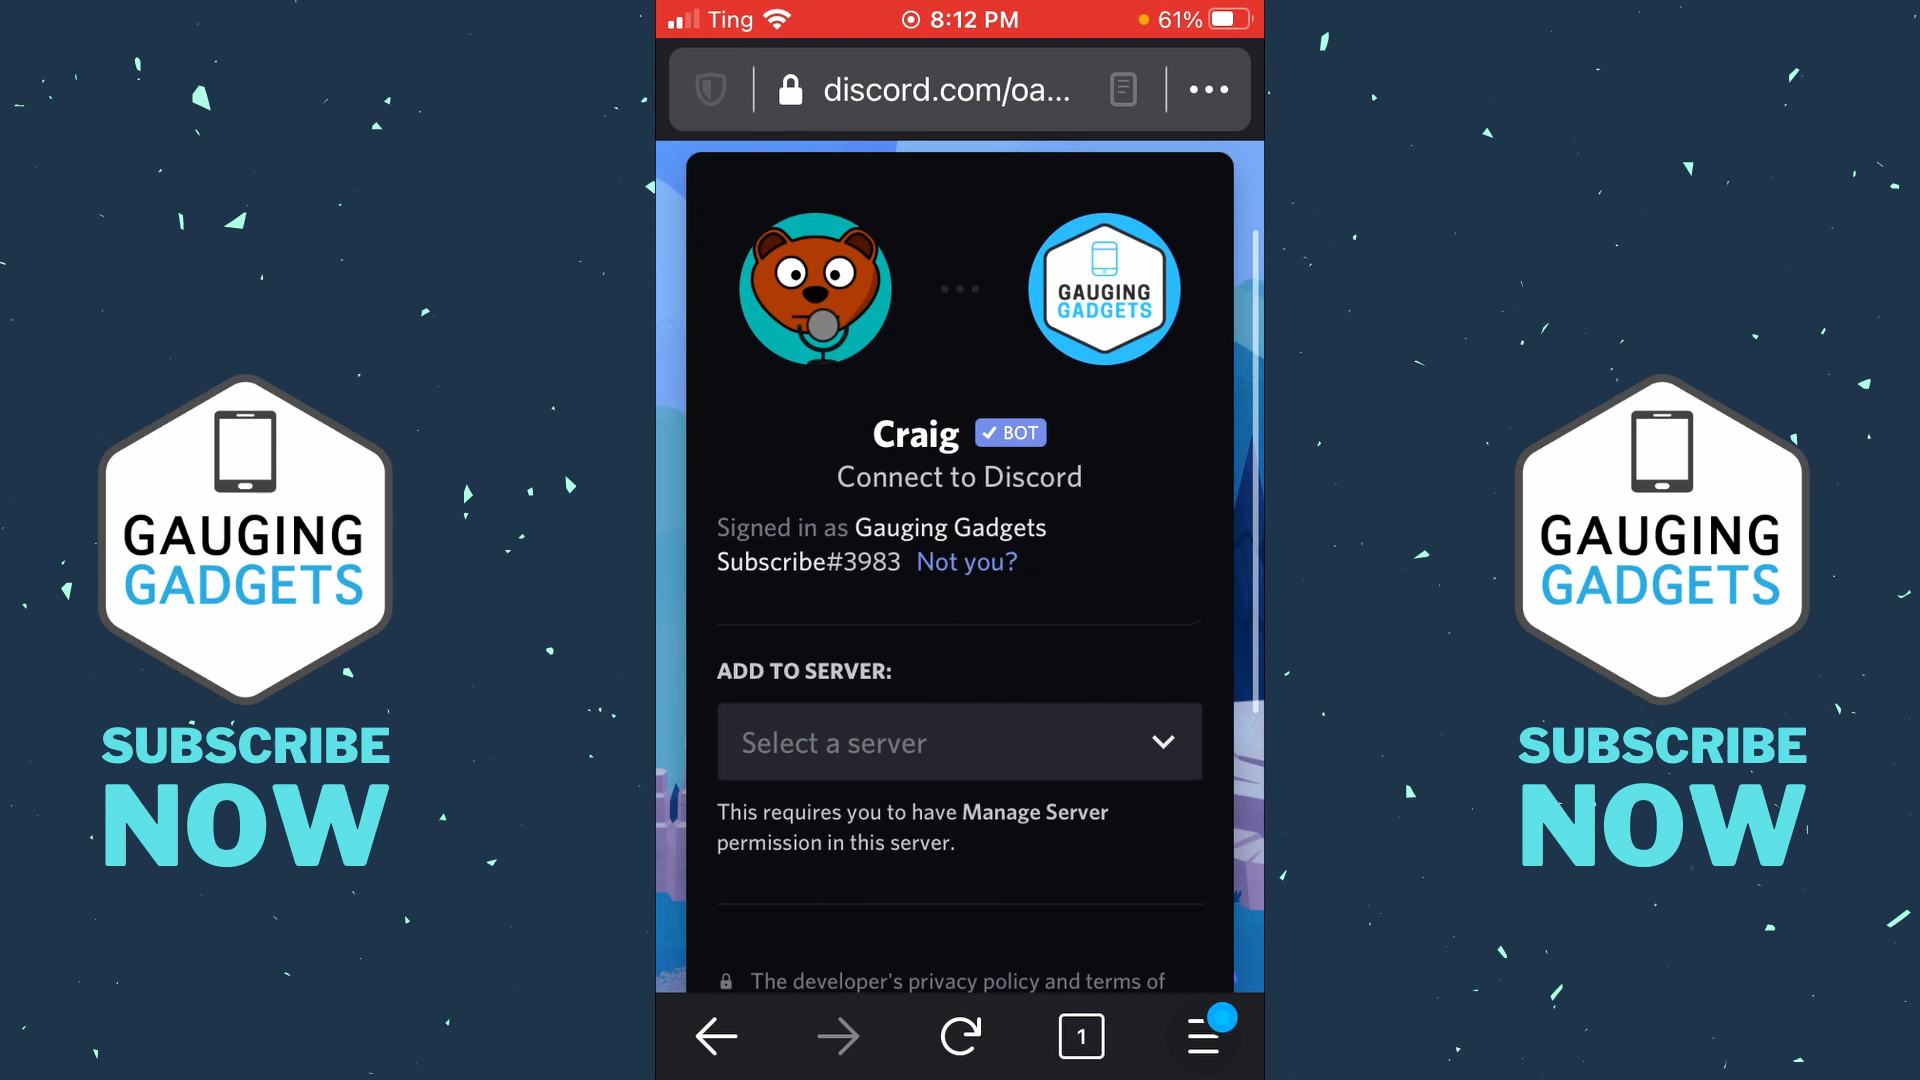 Ting
8:12 PM
61%
discord.com/oa...
GAUGING
GADGETS
Craig
BOT
Connect to Discord
Signed in as Gauging Gadgets
Subscribe#3983 Not you?
ADD TO SERVER:
Select a server
This requires you to have Manage Server
permission in this server.
The developer's privacy policy and terms of
1
GAUGING
GADGETS
SUBSCRIBE
NOW
GAUGING
GADGETS
SUBSCRIBE
NOW